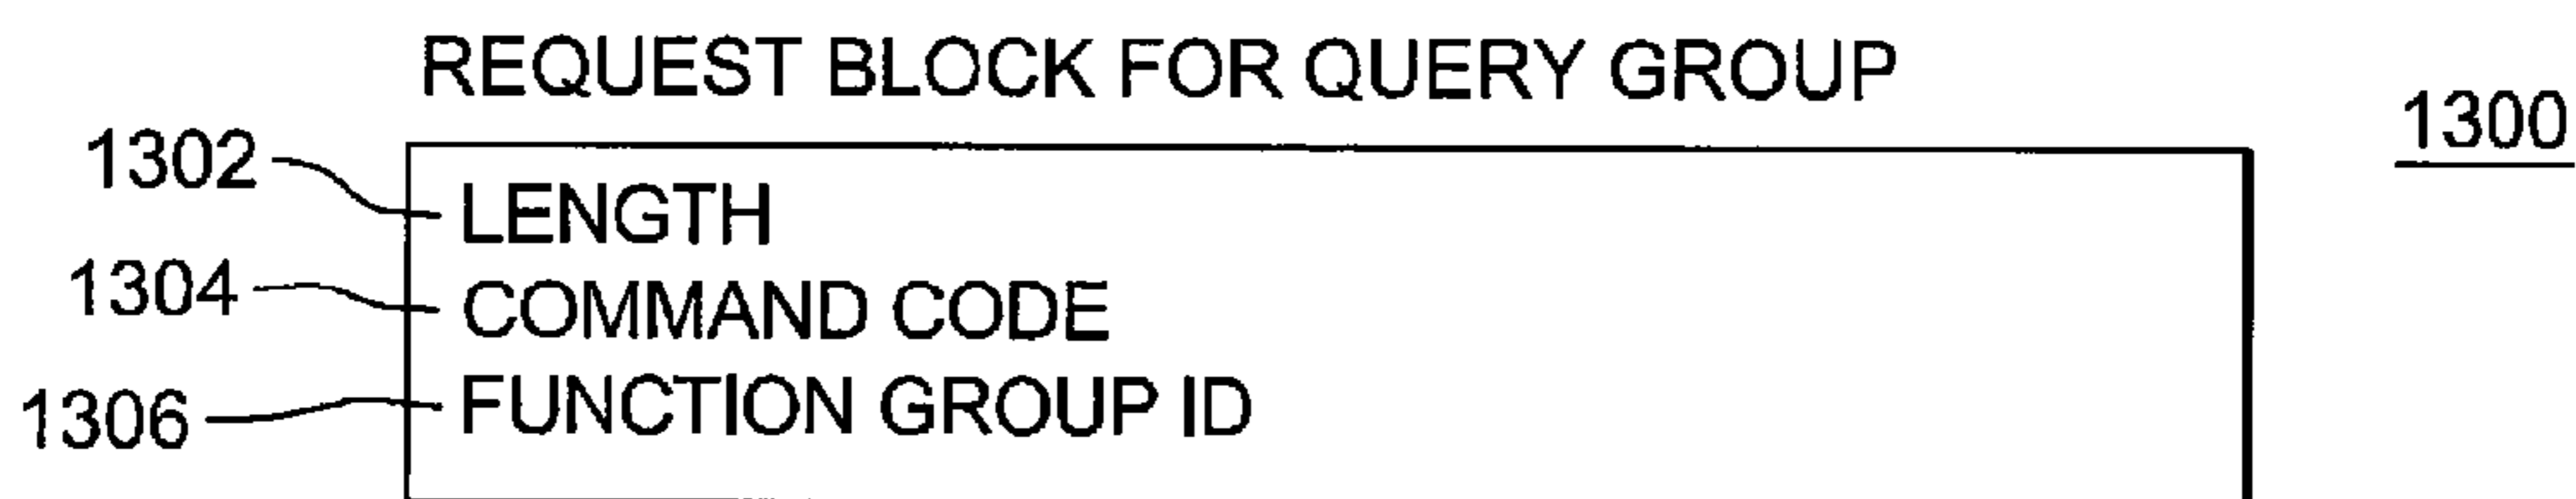 REQUEST BLOCK FOR QUERY GROUP
1300
1302 LENGTH
1304 COMMAND CODE
1306 FUNCTION GROUP ID